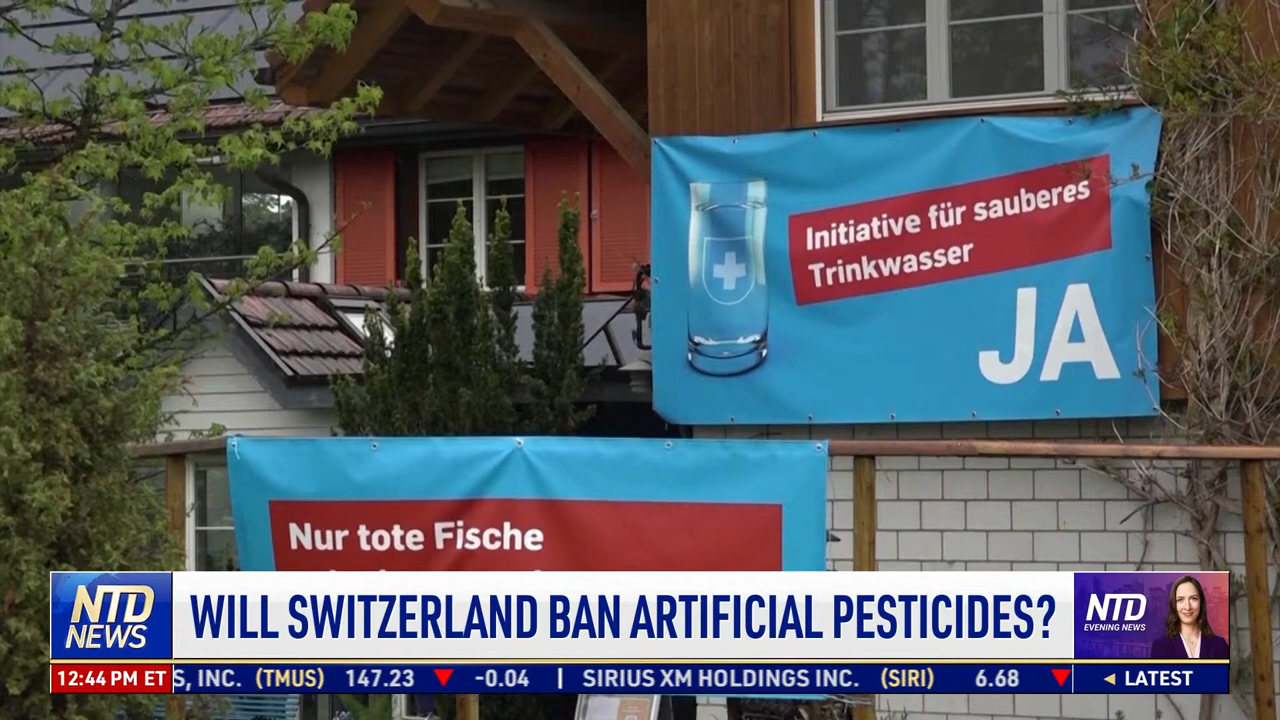 Initiative für sauberes
Trinkwasser
JA
Nur tote Fische
NTD
NEWS
WILL SWITZERLAND BAN ARTIFICIAL PESTICIDES?
NTD
EVENING NEWS
12:44 PM ET
S, INC. (TMUS) 147.23 ▼ -0.04 | SIRIUS XM HOLDINGS INC. (SIRI) 6.68 ▼
◄ LATEST